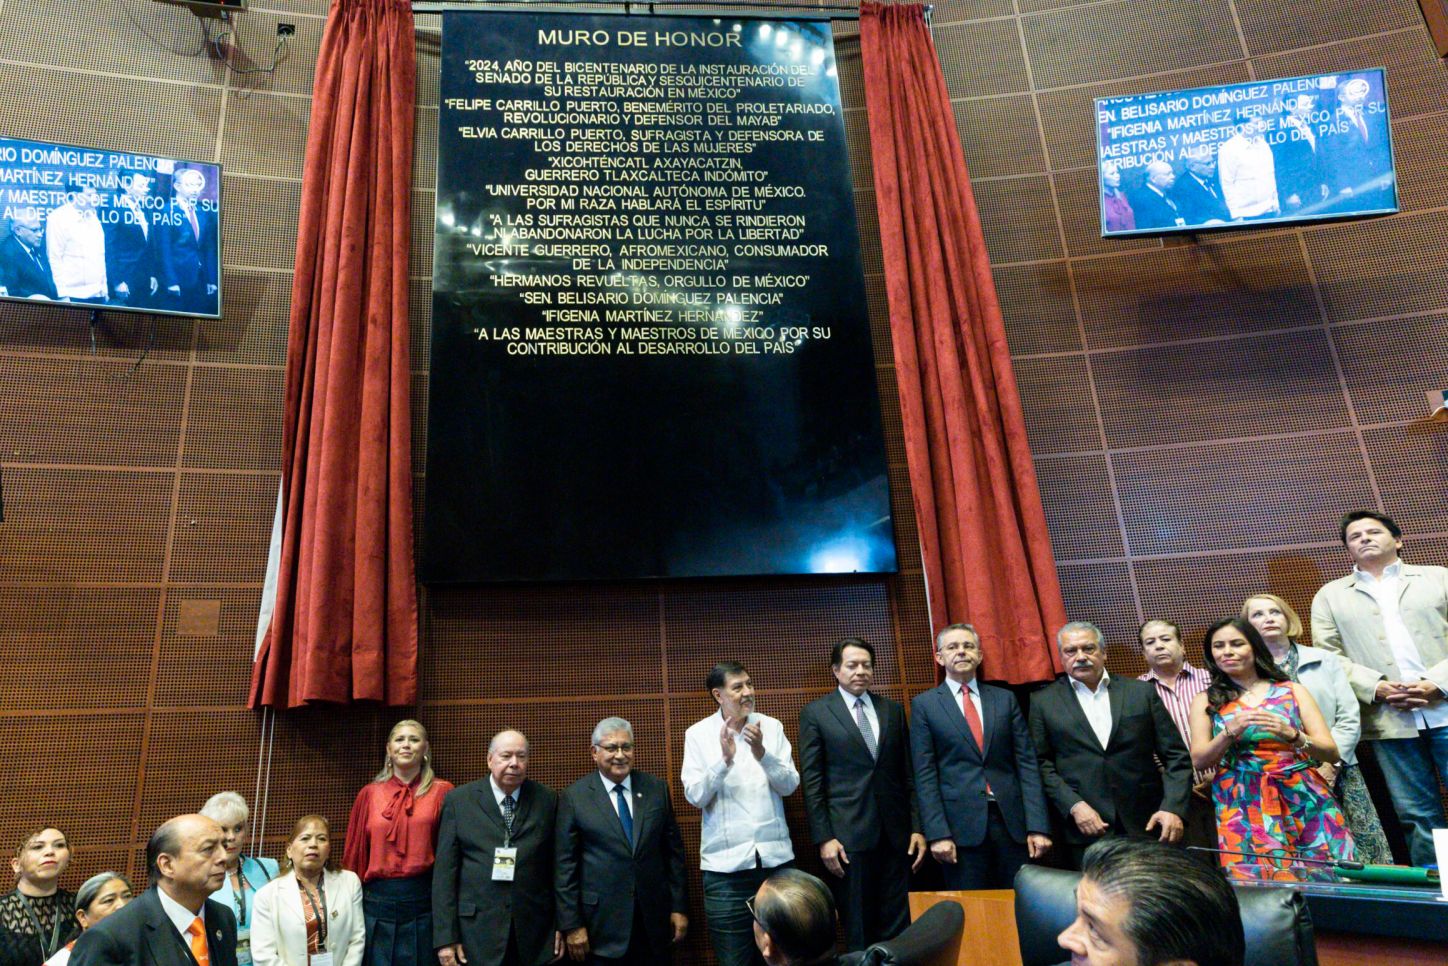 MURO DE HONOR
“2024, AÑO DEL BICENTENARIO DE LA INSTAURACIÓN DEL
SENADO DE LA REPÚBLICA Y SESQUICENTENARIO DE
SU RESTAURACIÓN EN MÉXICO”
“FELIPE CARRILLO PUERTO, BENEMÉRITO DEL PROLETARIADO,
REVOLUCIONARIO Y DEFENSOR DEL MAYAB”
“ELVIA CARRILLO PUERTO, SUFRAGISTA Y DEFENSORA DE
LOS DERECHOS DE LAS MUJERES”
“XICOHTÉNCATL AXAYACATZIN,
GUERRERO TLAXCALTECA INDÓMITO”
“UNIVERSIDAD NACIONAL AUTÓNOMA DE MÉXICO.
POR MI RAZA HABLARÁ EL ESPÍRITU”
“A LAS SUFRAGISTAS QUE NUNCA SE RINDIERON
NI ABANDONARON LA LUCHA POR LA LIBERTAD”
“VICENTE GUERRERO, AFROMEXICANO, CONSUMADOR
DE LA INDEPENDENCIA”
“HERMANOS REVUELTAS, ORGULLO DE MÉXICO”
“SEN. BELISARIO DOMÍNGUEZ PALENCIA”
“IFIGENIA MARTÍNEZ HERNÁNDEZ”
“A LAS MAESTRAS Y MAESTROS DE MÉXICO POR SU
CONTRIBUCIÓN AL DESARROLLO DEL PAÍS”
RIO DOMÍNGUEZ PALENCIA
MARTÍNEZ HERNÁNDEZ”
Y MAESTROS DE MÉXICO POR SU
AL DESARROLLO DEL PAÍS”
EN. BELISARIO DOMÍNGUEZ PALENCIA
“IFIGENIA MARTÍNEZ HERNÁNDEZ”
MAESTRAS Y MAESTROS DE MÉXICO POR SU
TRIBUCIÓN AL DESARROLLO DEL PAÍS”